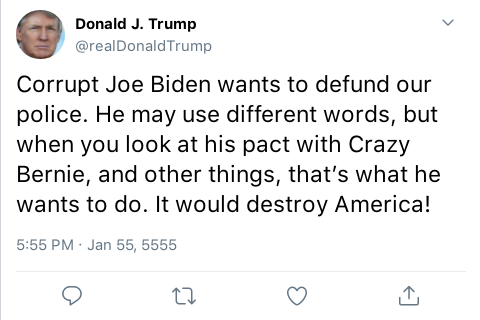 Donald J. Trump
@realDonaldTrump
Corrupt Joe Biden wants to defund our
police. He may use different words, but
when you look at his pact with Crazy
Bernie, and other things, that’s what he
wants to do. It would destroy America!
5:55 PM · Jan 55, 5555